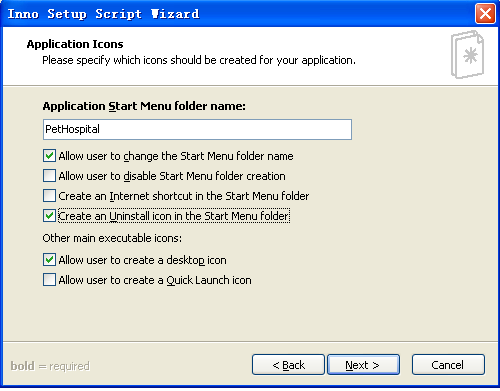 Inno Setup Script Wizard
Application Icons
Please specify which icons should be created for your application.
Application Start Menu folder name:
PetHospital
Allow user to change the Start Menu folder name
Allow user to disable Start Menu folder creation
Create an Internet shortcut in the Start Menu folder
Create an Uninstall icon in the Start Menu folder
Other main executable icons:
Allow user to create a desktop icon
Allow user to create a Quick Launch icon
bold = required
< Back
Next >
Cancel